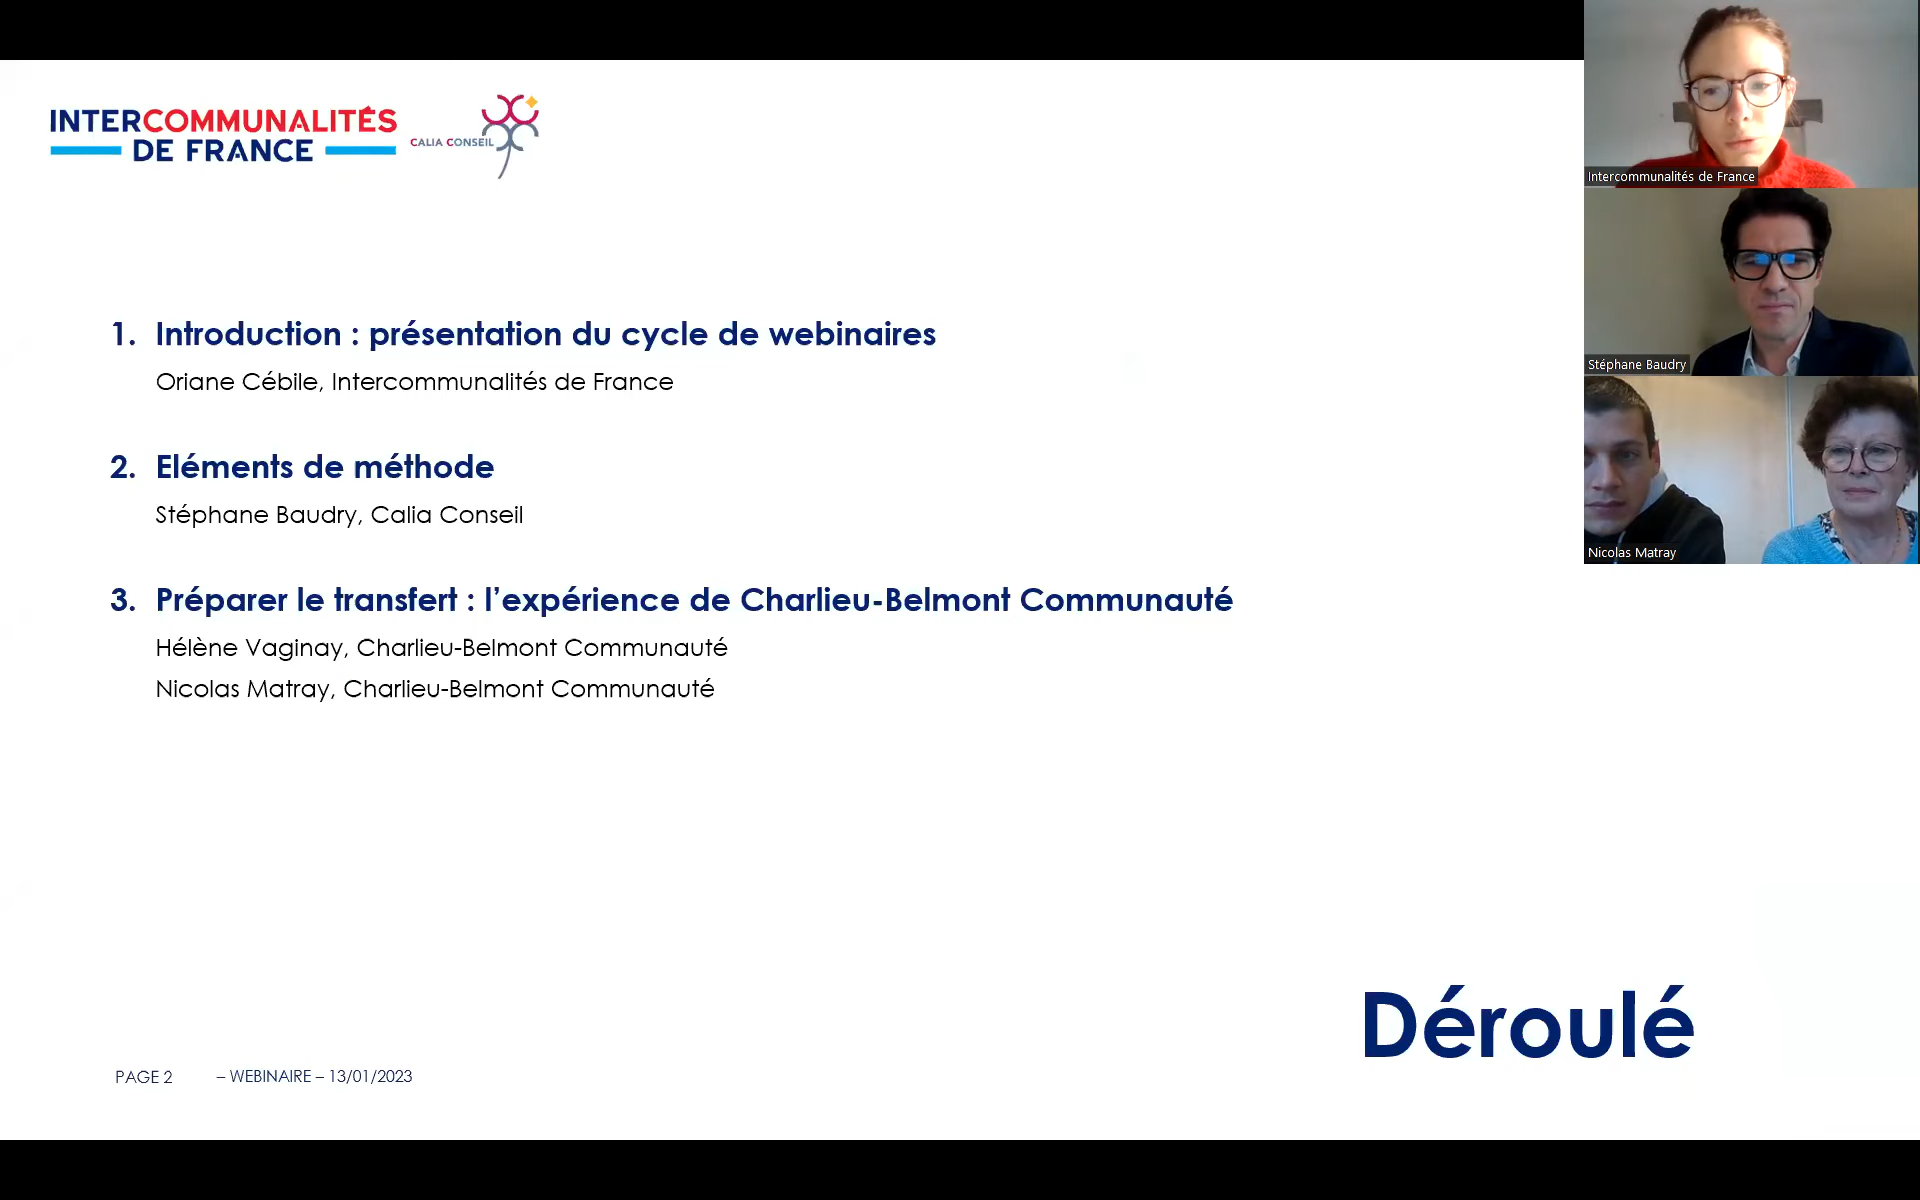 INTERCOMMUNALITÉS
DE FRANCE
CALIA CONSEIL
1. Introduction : présentation du cycle de webinaires
Oriane Cébile, Intercommunalités de France
2. Eléments de méthode
Stéphane Baudry, Calia Conseil
3. Préparer le transfert : l’expérience de Charlieu-Belmont Communauté
Hélène Vaginay, Charlieu-Belmont Communauté
Nicolas Matray, Charlieu-Belmont Communauté
Déroulé
PAGE 2 – WEBINAIRE – 13/01/2023
Intercommunalités de France
Stéphane Baudry
Nicolas Matray